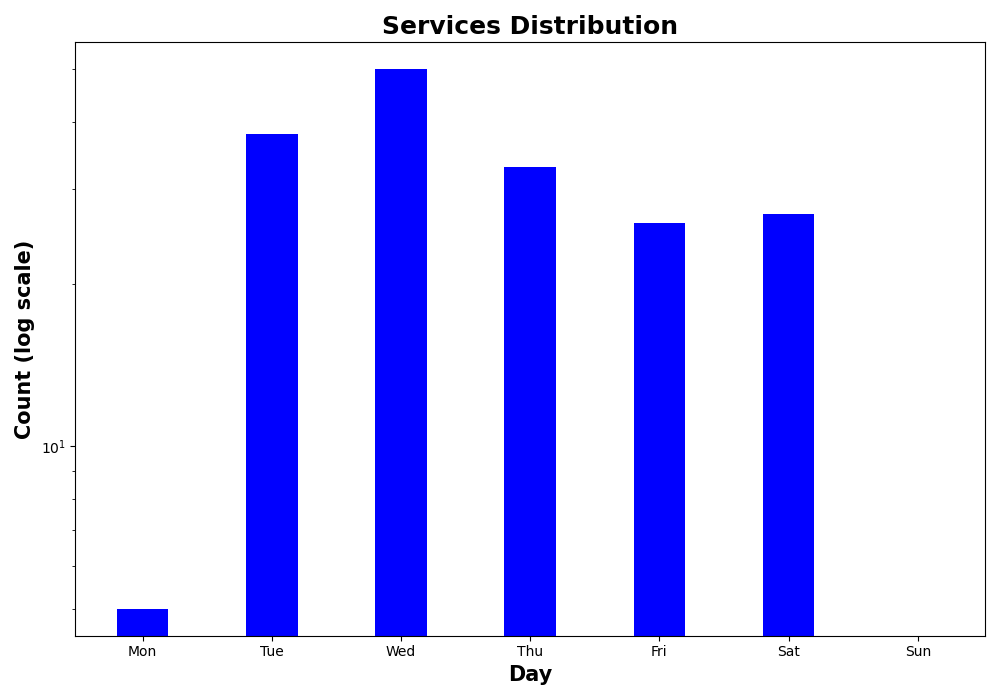 Services Distribution
Count (log scale)
10¹
Mon Tue Wed Thu Fri Sat Sun
Day